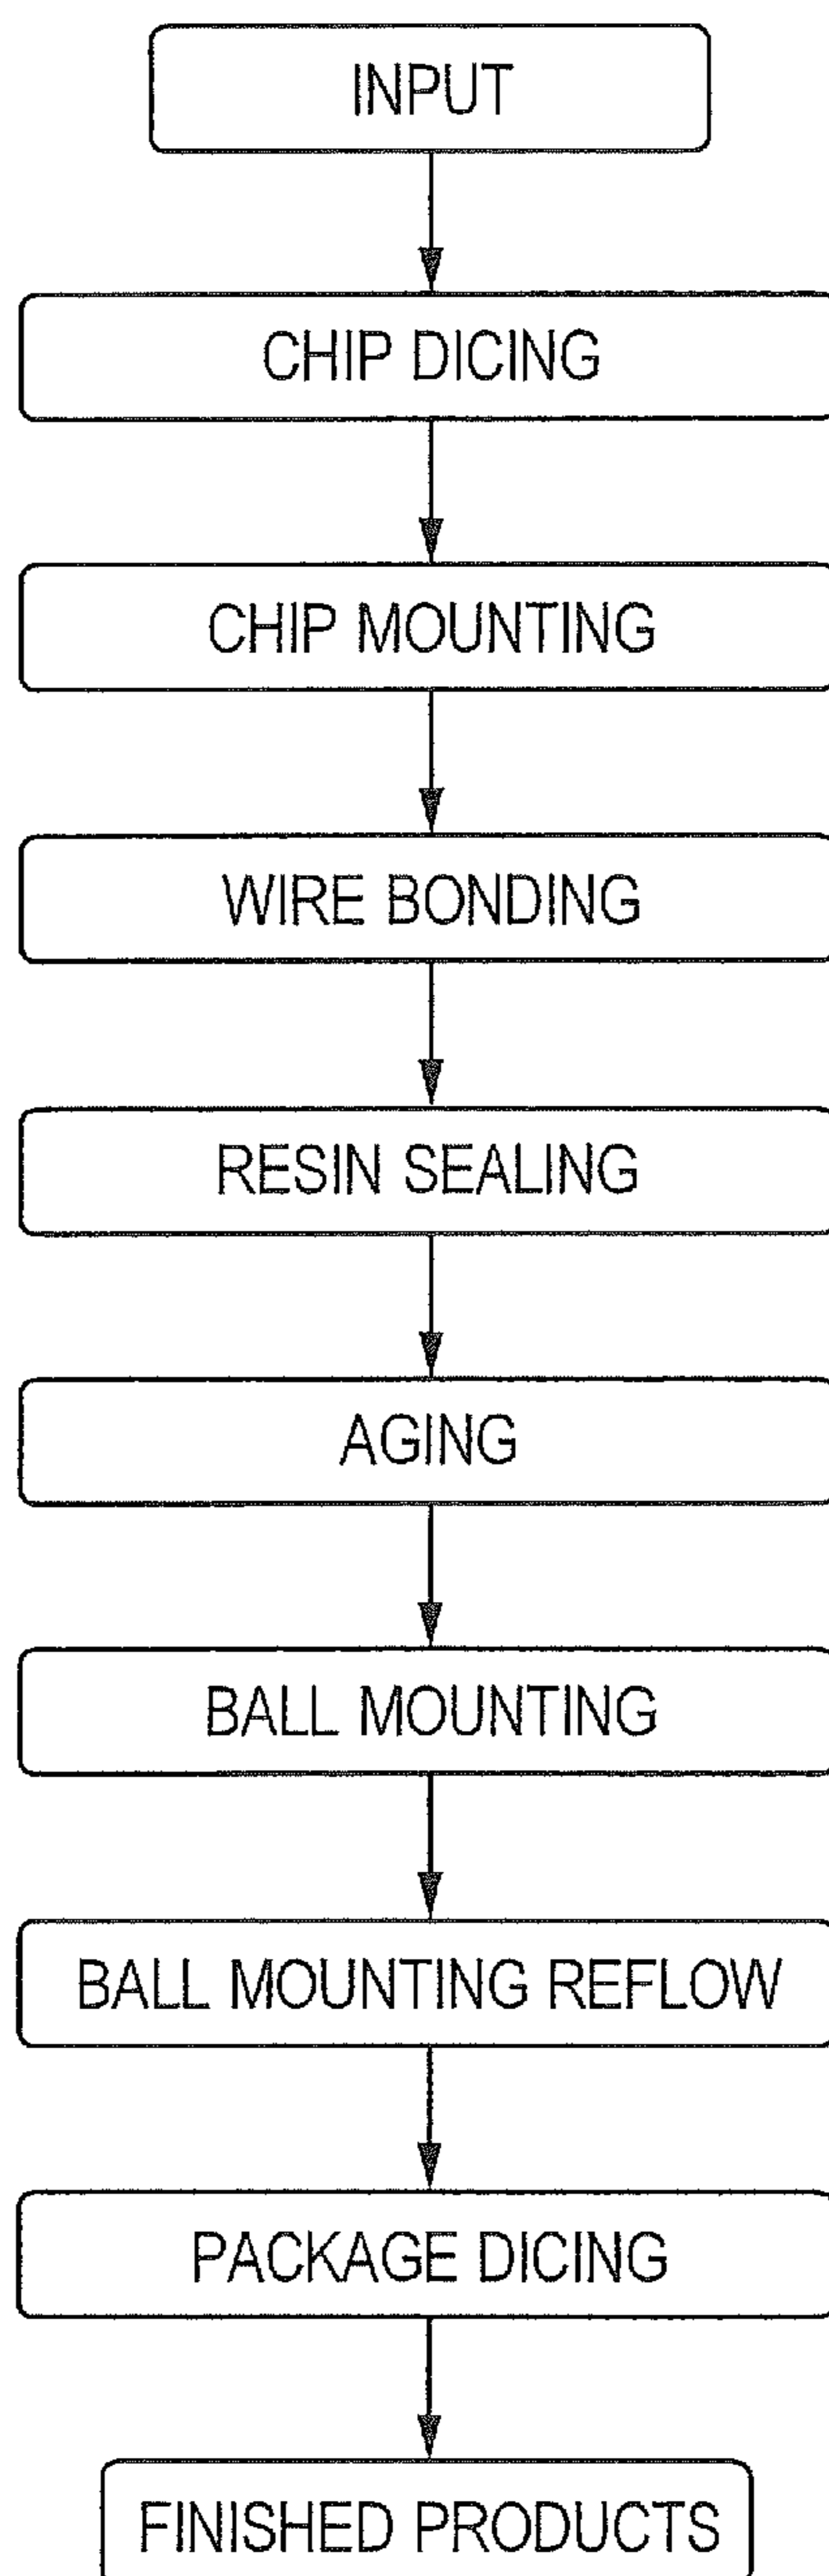 INPUT
CHIP DICING
CHIP MOUNTING
WIRE BONDING
RESIN SEALING
AGING
BALL MOUNTING
BALL MOUNTING REFLOW
PACKAGE DICING
FINISHED PRODUCTS